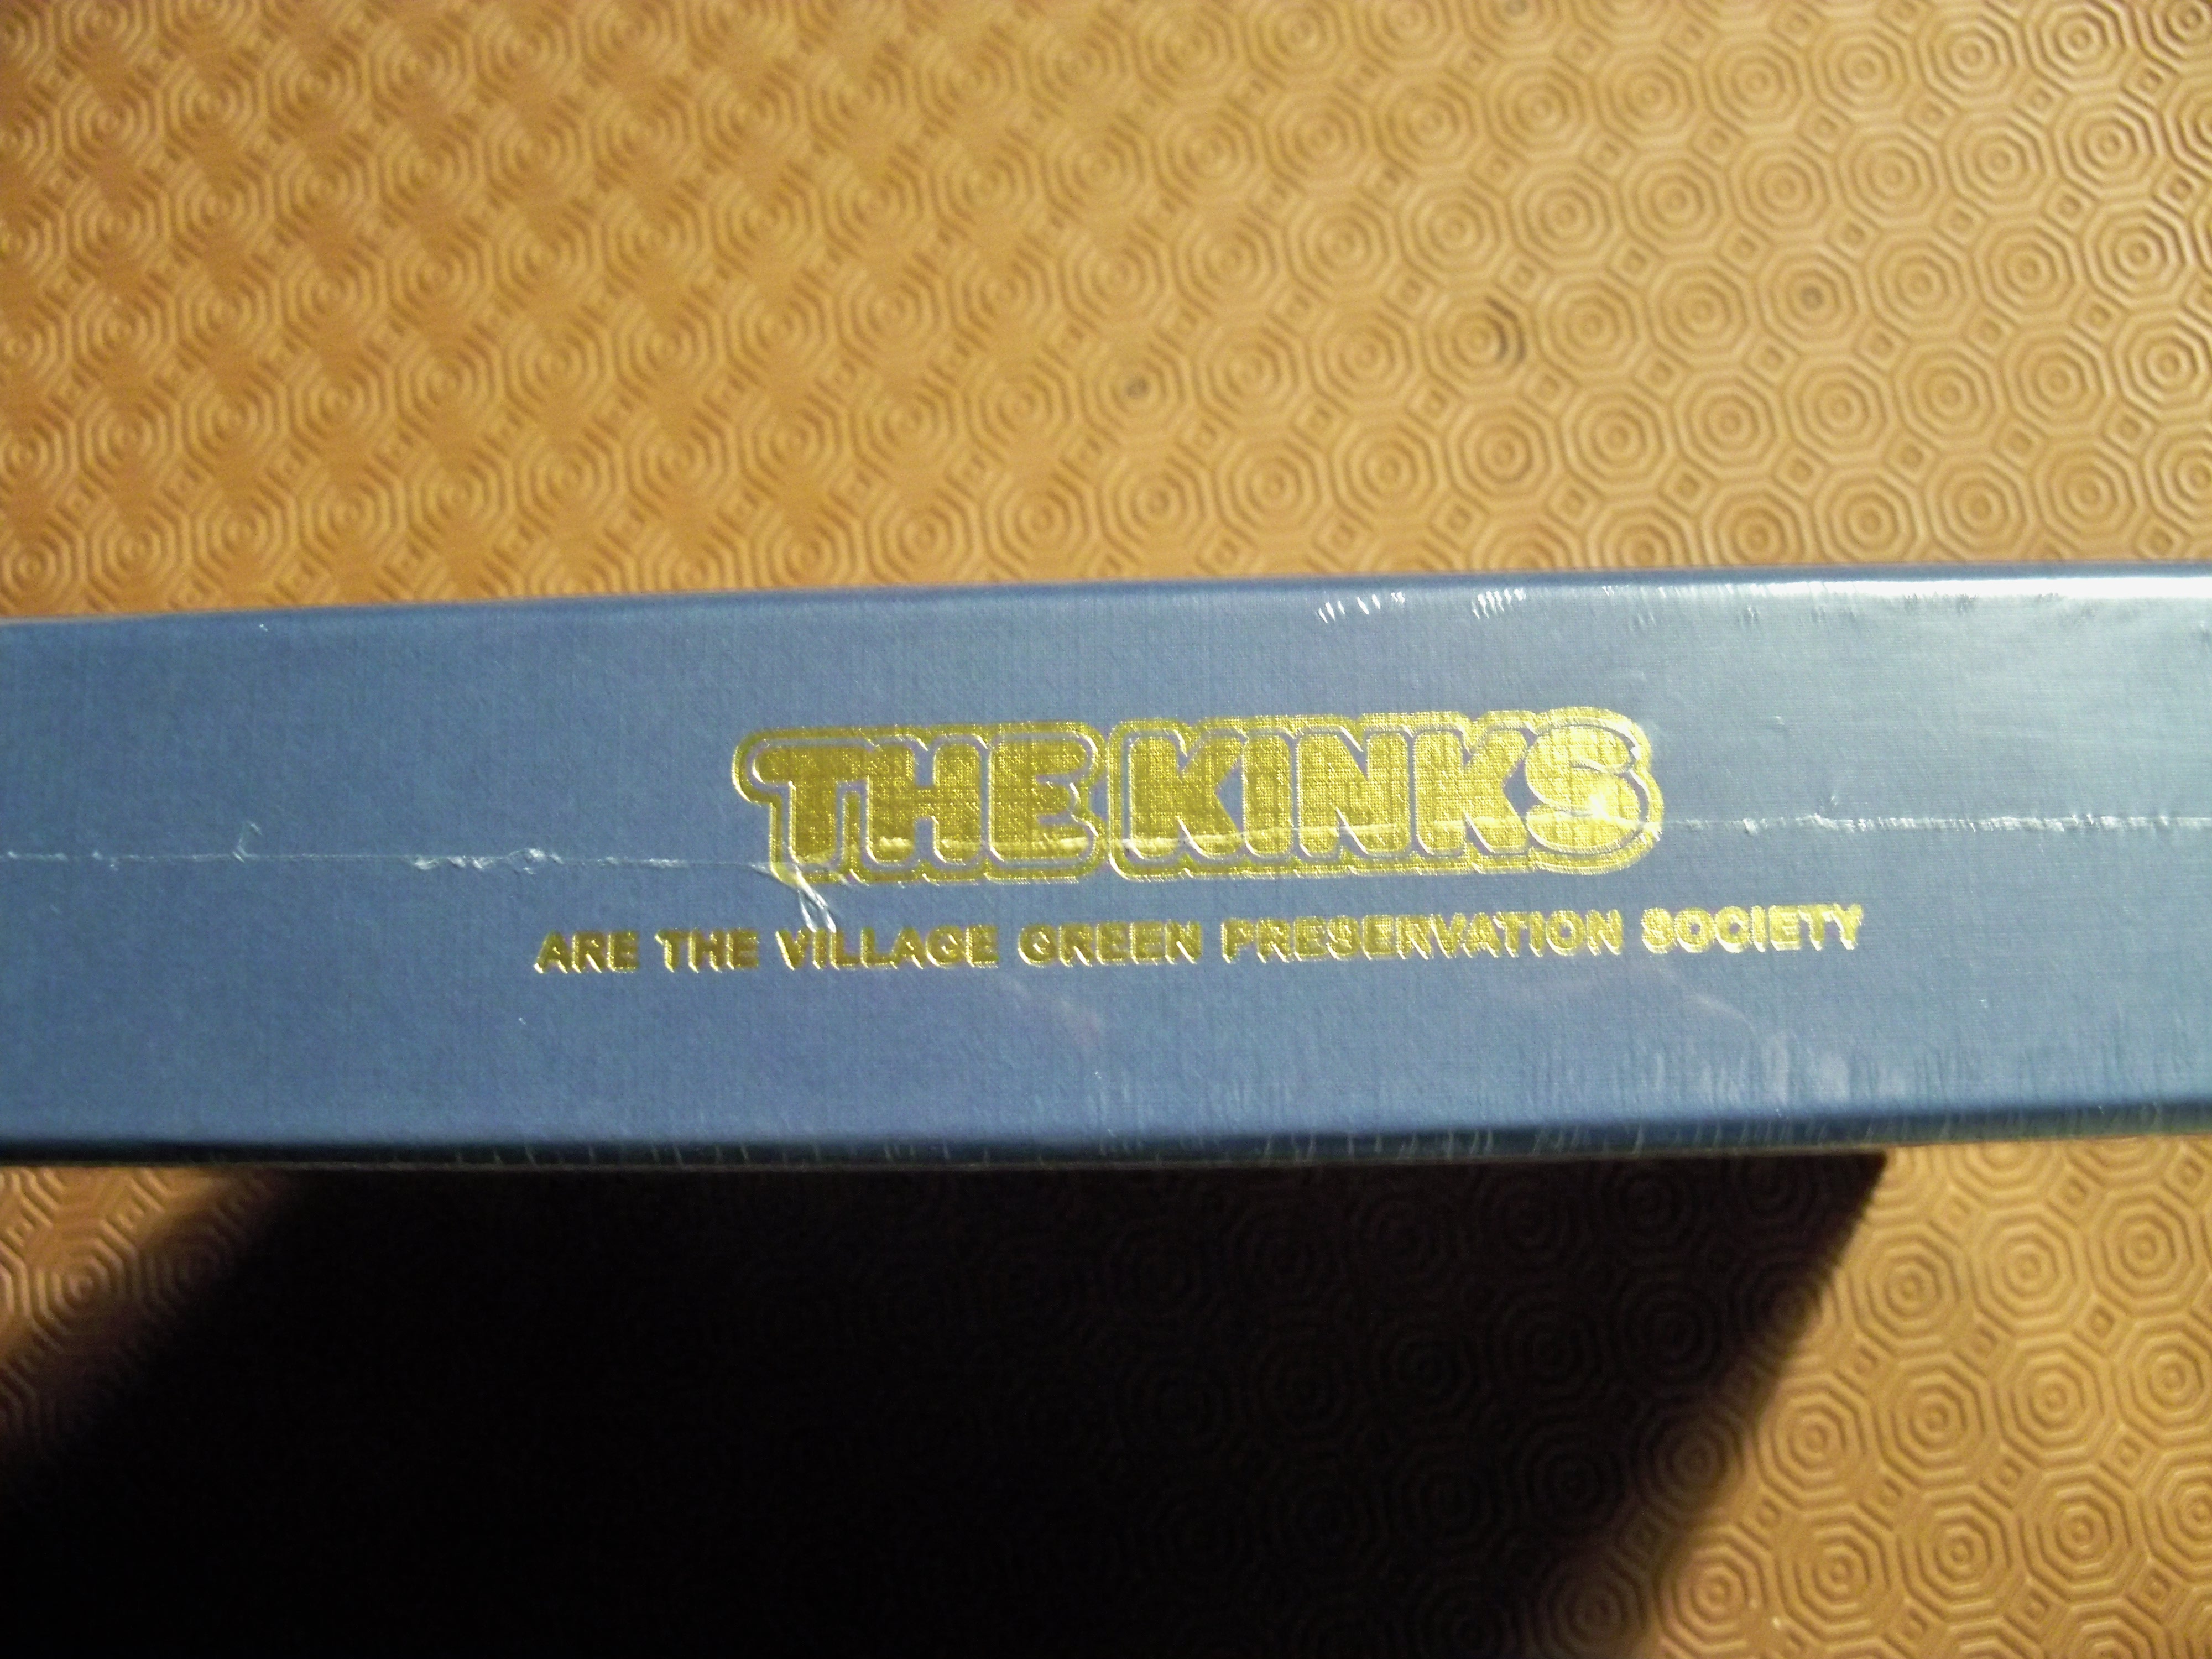 THE KINKS
ARE THE VILLAGE GREEN PRESERVATION SOCIETY